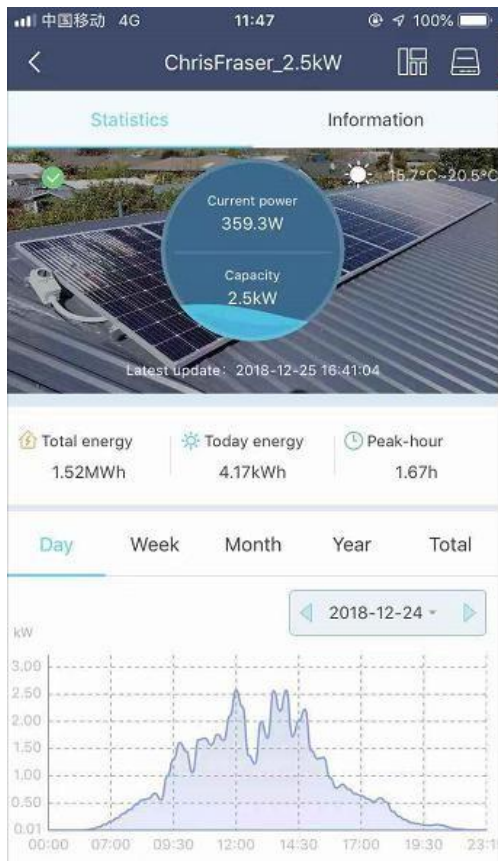 中国移动 4G 11:47 100%
ChrisFraser_2.5kW
Statistics Information
15.7°C~20.5°C
Current power
359.3W
Capacity
2.5kW
Latest update: 2018-12-25 16:41:04
Total energy Today energy Peak-hour
1.52MWh 4.17kWh 1.67h
Day Week Month Year Total
2018-12-24
kW
3.00
2.50
2.00
1.50
1.00
0.50
0.01
00:00 07:00 09:30 12:00 14:30 17:00 19:30 23:1